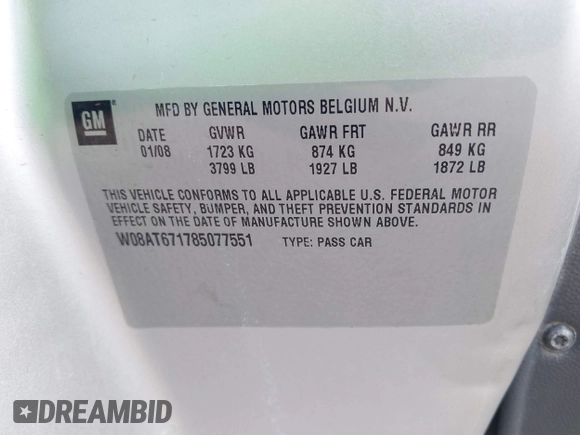 GM
MFD BY GENERAL MOTORS BELGIUM N.V.
DATE GVWR GAWR FRT GAWR RR
01/08 1723 KG 874 KG 849 KG
3799 LB 1927 LB 1872 LB
THIS VEHICLE CONFORMS TO ALL APPLICABLE U.S. FEDERAL MOTOR
VEHICLE SAFETY, BUMPER, AND THEFT PREVENTION STANDARDS IN
EFFECT ON THE DATE OF MANUFACTURE SHOWN ABOVE.
W08AT671785077551 TYPE: PASS CAR
DREAMBID